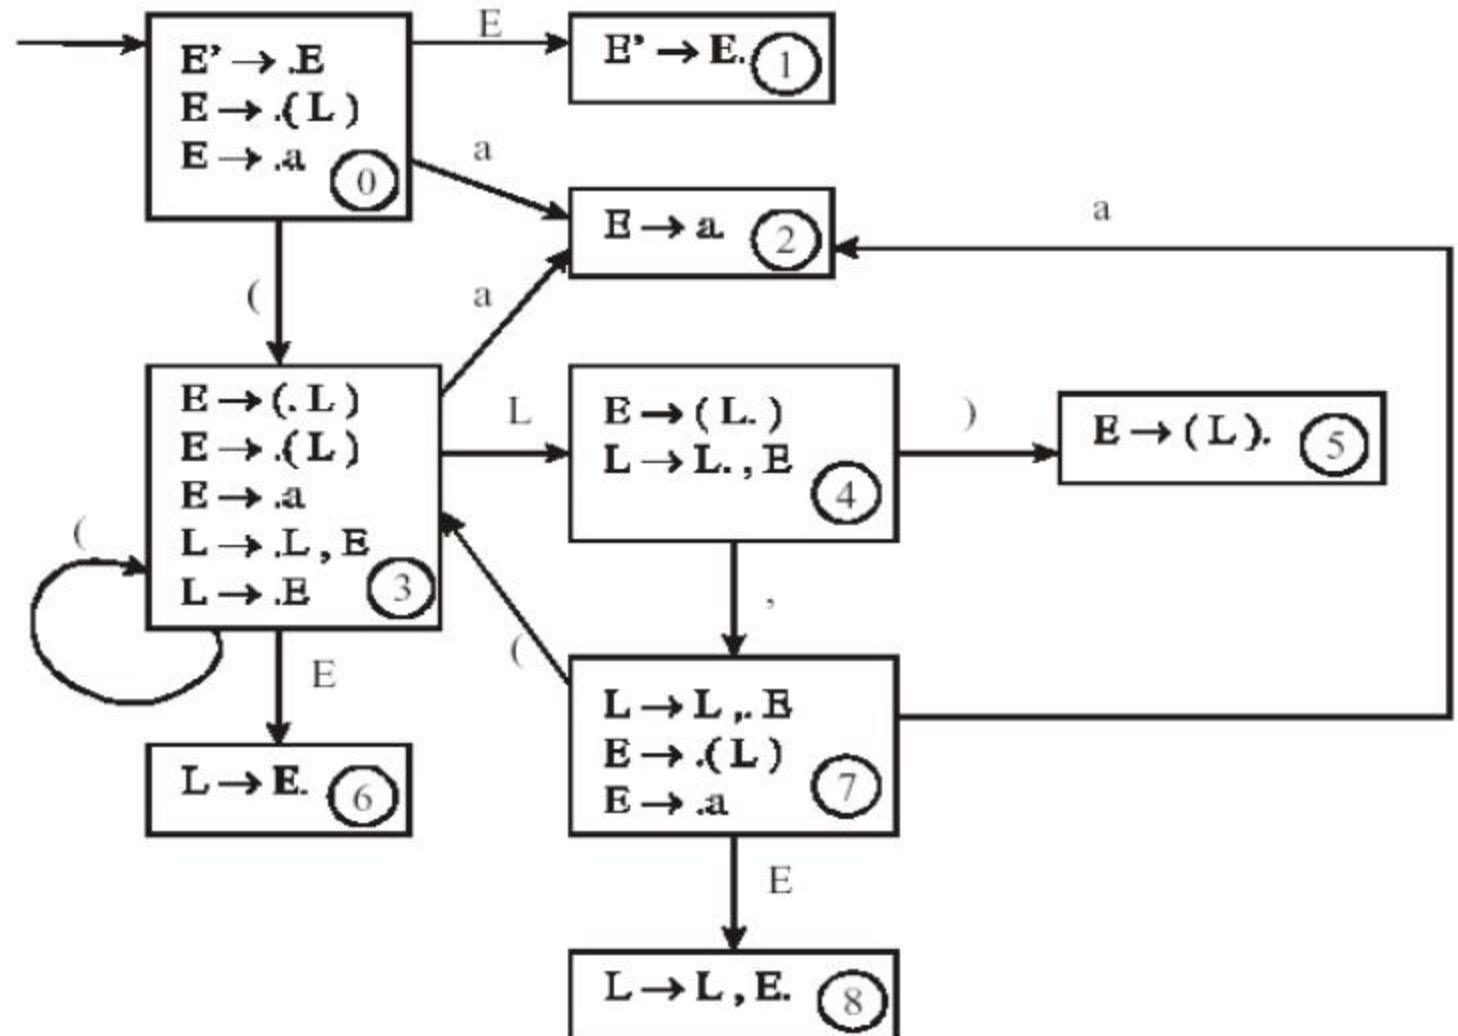 E
E' → .E
E → .( L )
E → .a
0
E' → E.
1
a
E → a.
2
a
(
a
E → (. L )
E → .( L )
E → .a
L → .L , E
L → .E
3
L
E → ( L. )
L → L. , E
4
)
E → ( L ).
5
(
,
(
E
L → E.
6
L → L ,. E
E → .( L )
E → .a
7
E
L → L , E.
8